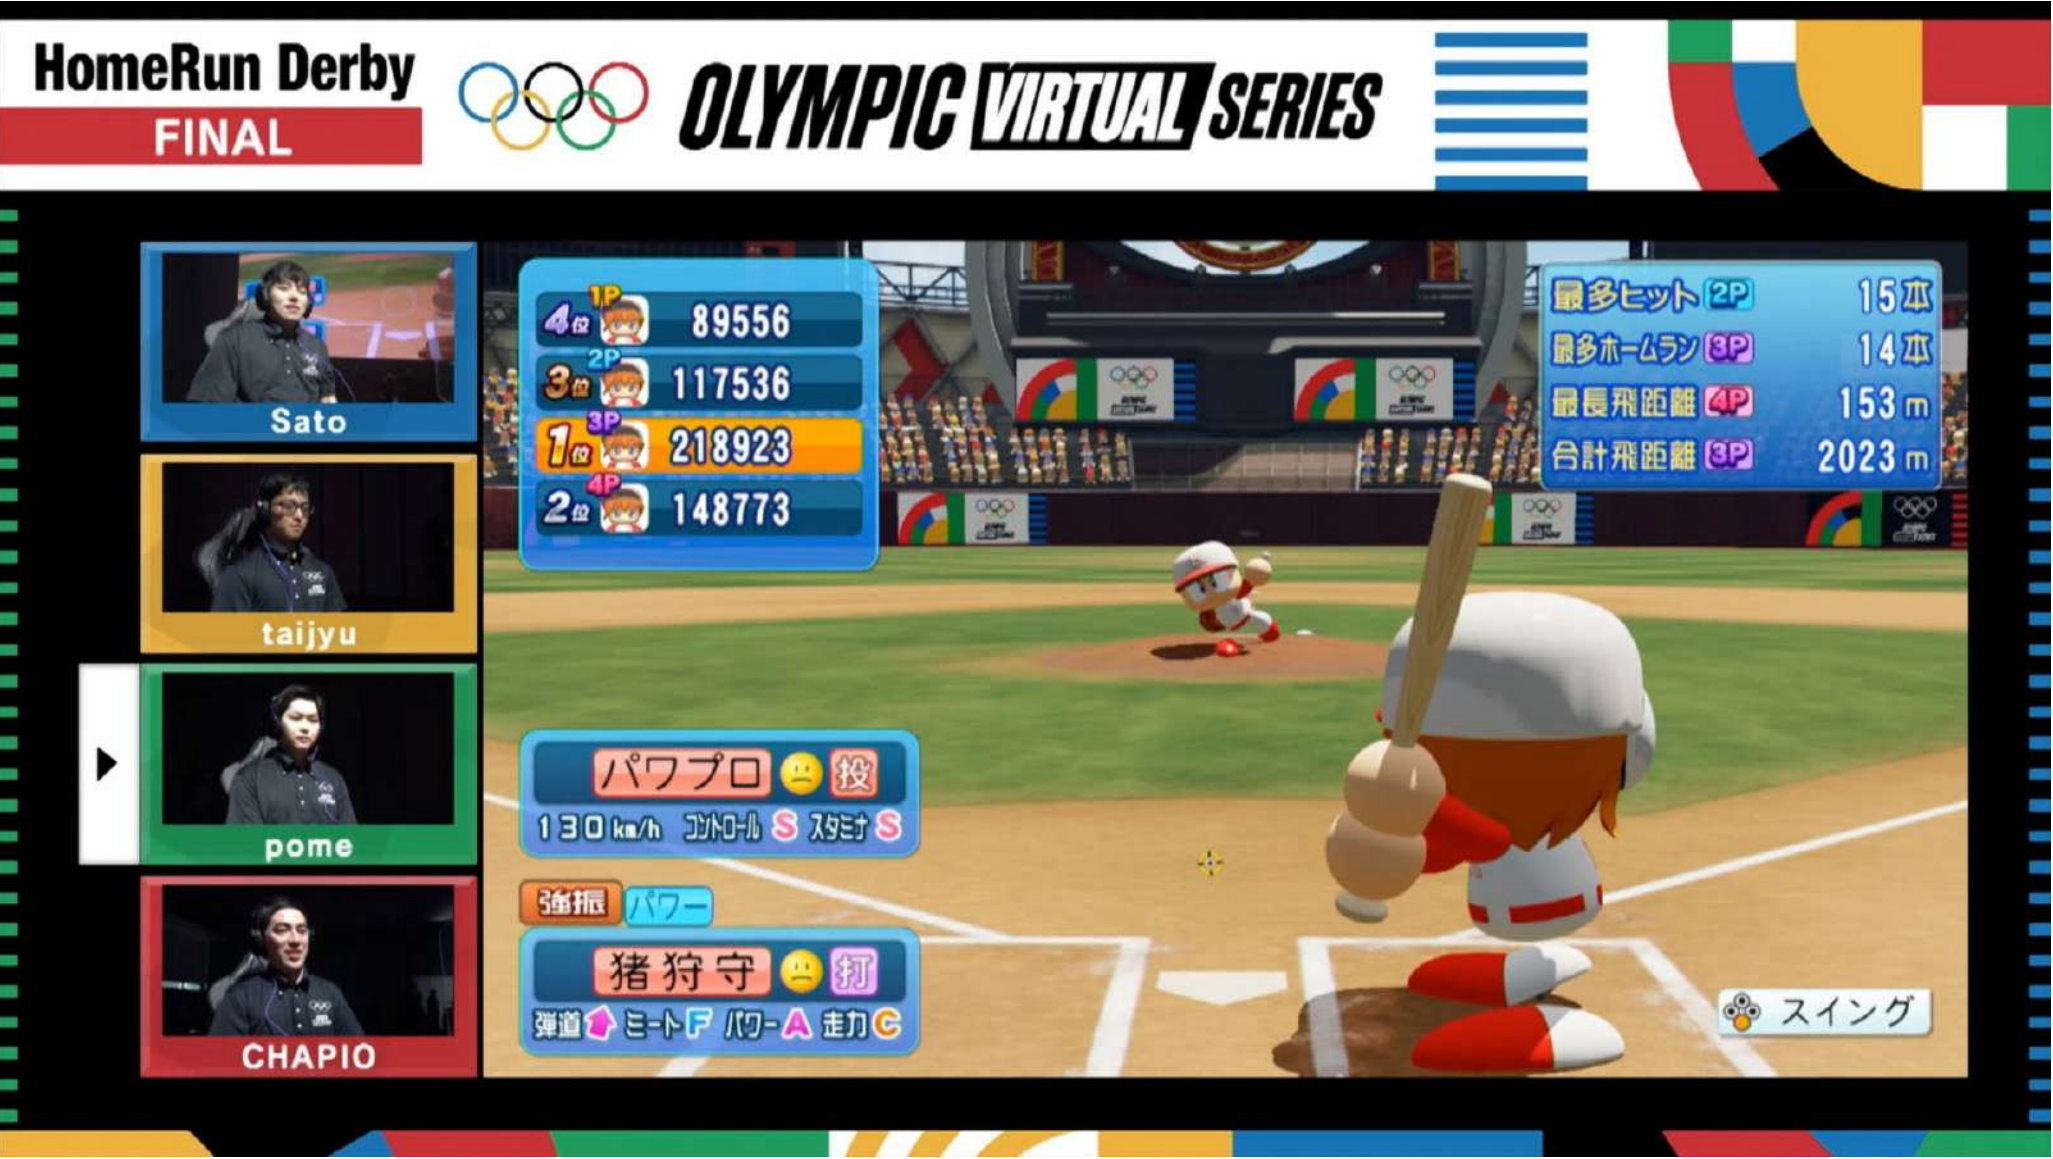 HomeRun Derby
FINAL
OLYMPIC VIRTUAL SERIES
Sato
taijyu
pome
CHAPIO
4位 1P 89556
3位 2P 117536
1位 3P 218923
2位 4P 148773
最多ヒット 2P 15本
最多ホームラン 3P 14本
最長飛距離 4P 153m
合計飛距離 3P 2023m
パワプロ 投
130km/h コントロール S スタミナ S
強振 パワー
猪狩守 打
弾道 ミート F パワー A 走力 C
スイング